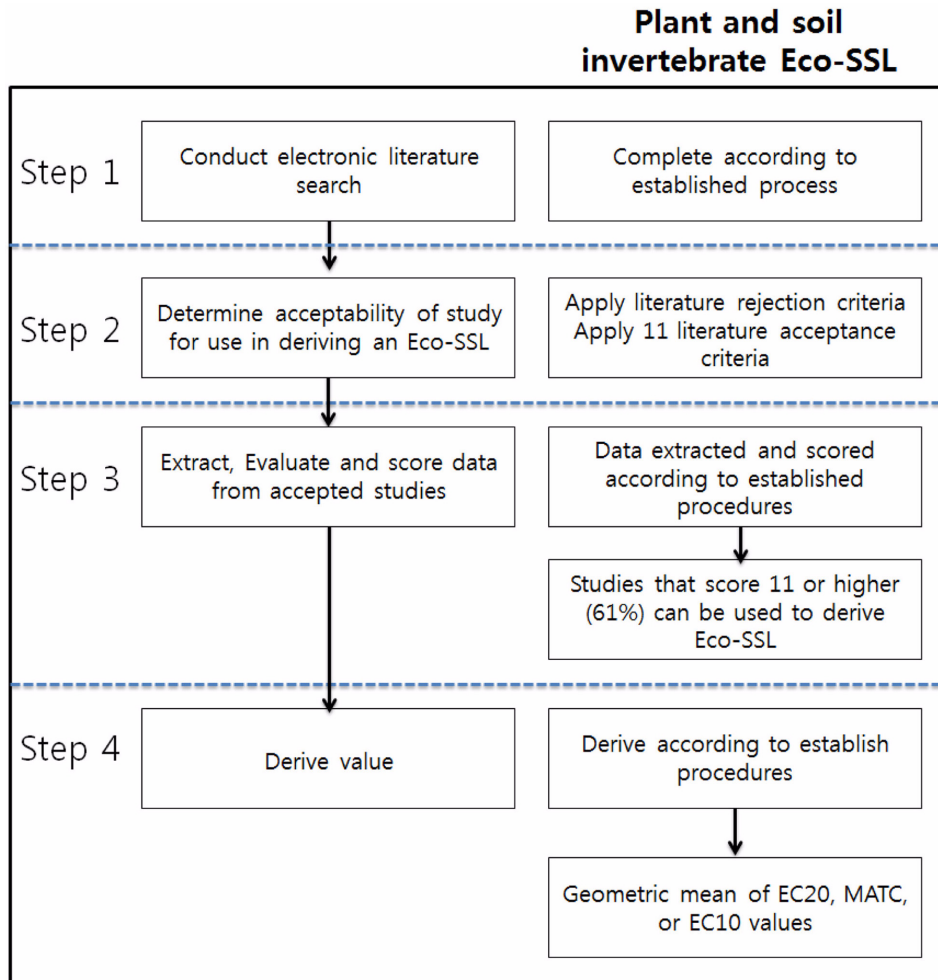 Plant and soil
invertebrate Eco-SSL
Step 1
Conduct electronic literature
search
Complete according to
established process
Step 2
Determine acceptability of study
for use in deriving an Eco-SSL
Apply literature rejection criteria
Apply 11 literature acceptance
criteria
Step 3
Extract, Evaluate and score data
from accepted studies
Data extracted and scored
according to established
procedures
Studies that score 11 or higher
(61%) can be used to derive
Eco-SSL
Step 4
Derive value
Derive according to establish
procedures
Geometric mean of EC20, MATC,
or EC10 values